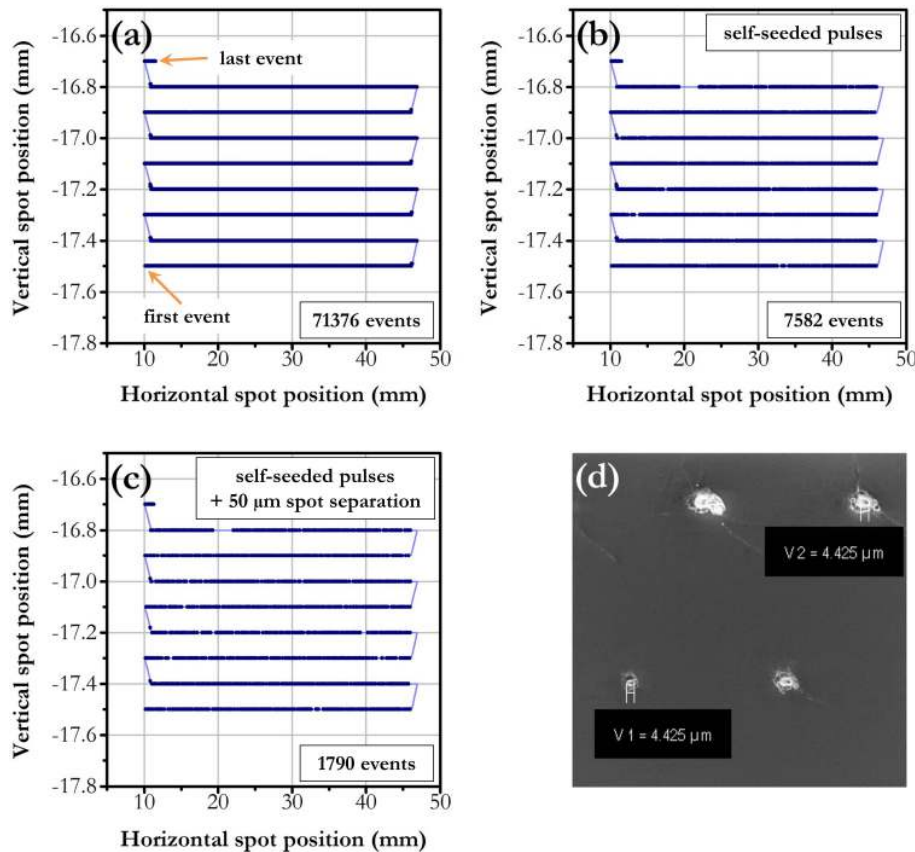 (a)
last event
first event
71376 events
-16.6
-16.8
-17.0
-17.2
-17.4
-17.6
-17.8
10
20
30
40
50
Vertical spot position (mm)
Horizontal spot position (mm)
(b)
self-seeded pulses
7582 events
-16.6
-16.8
-17.0
-17.2
-17.4
-17.6
-17.8
10
20
30
40
50
Vertical spot position (mm)
Horizontal spot position (mm)
(c)
self-seeded pulses
+ 50 µm spot separation
1790 events
-16.6
-16.8
-17.0
-17.2
-17.4
-17.6
-17.8
10
20
30
40
50
Vertical spot position (mm)
Horizontal spot position (mm)
(d)
V 2 = 4.425 µm
V 1 = 4.425 µm